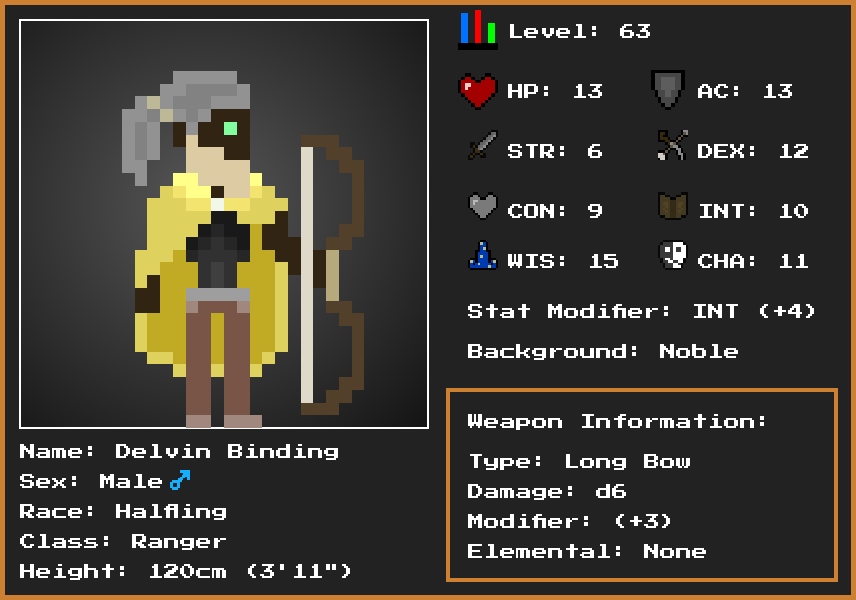 Level: 63
HP: 13
AC: 13
STR: 6
DEX: 12
CON: 9
INT: 10
WIS: 15
CHA: 11
Stat Modifier: INT (+4)
Background: Noble
Weapon Information:
Type: Long Bow
Damage: d6
Modifier: (+3)
Elemental: None
Name: Delvin Binding
Sex: Male♂
Race: Halfling
Class: Ranger
Height: 120cm (3'11")